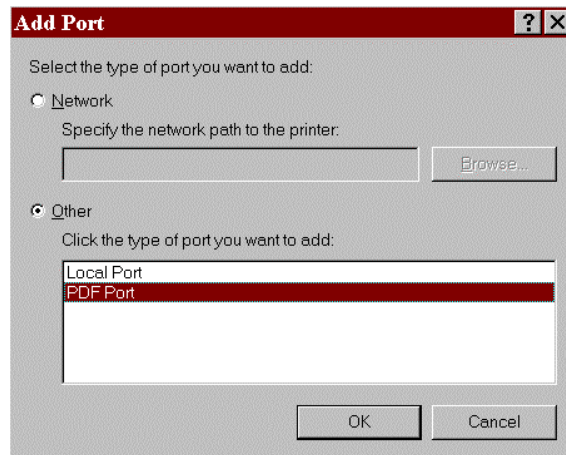 Add Port
Select the type of port you want to add:
Network
Specify the network path to the printer:
Browse...
Other
Click the type of port you want to add:
Local Port
PDF Port
OK Cancel